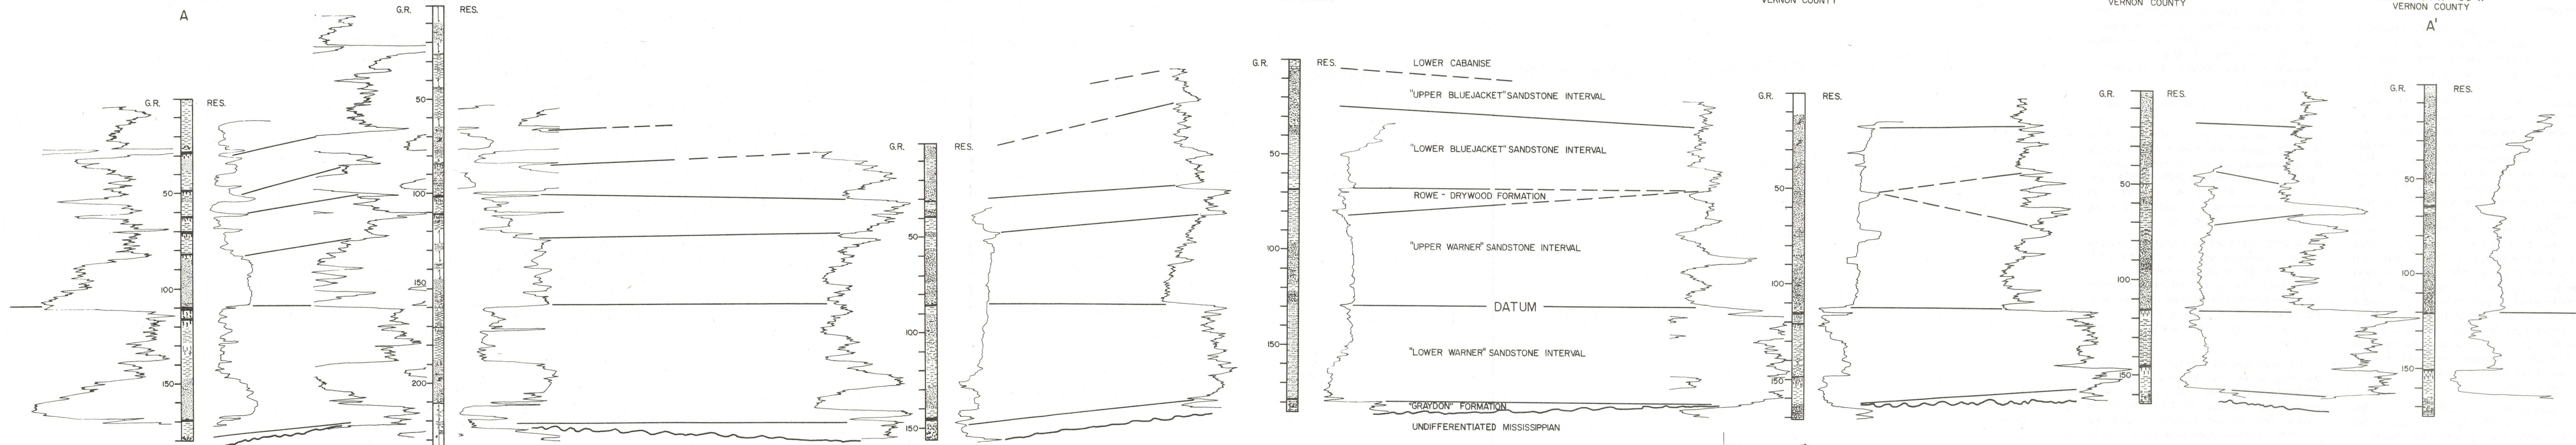 VERNON COUNTY
VERNON COUNTY
VERNON COUNTY
A
A'
G.R. RES.
50
100
150
G.R. RES.
50
100
150
200
G.R. RES.
50
100
150
G.R. RES.
50
100
150
LOWER CABANISE
"UPPER BLUEJACKET" SANDSTONE INTERVAL
"LOWER BLUEJACKET" SANDSTONE INTERVAL
ROWE - DRYWOOD FORMATION
"UPPER WARNER" SANDSTONE INTERVAL
DATUM
"LOWER WARNER" SANDSTONE INTERVAL
"GRAYDON" FORMATION
UNDIFFERENTIATED MISSISSIPPIAN
G.R. RES.
50
100
150
G.R. RES.
50
100
150
G.R. RES.
50
100
150